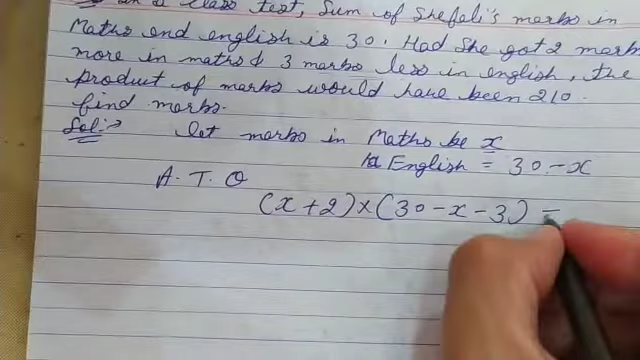 class test, Sum of Shefali's marks in
Maths and english is 30. Had She got 2 marks
more in maths & 3 marks less in english, the
product of marks would have been 210.
find marks.
Sol:→ let marks in Maths be x
English = 30 - x
A. T. Q
(x + 2) × (30 - x - 3) =